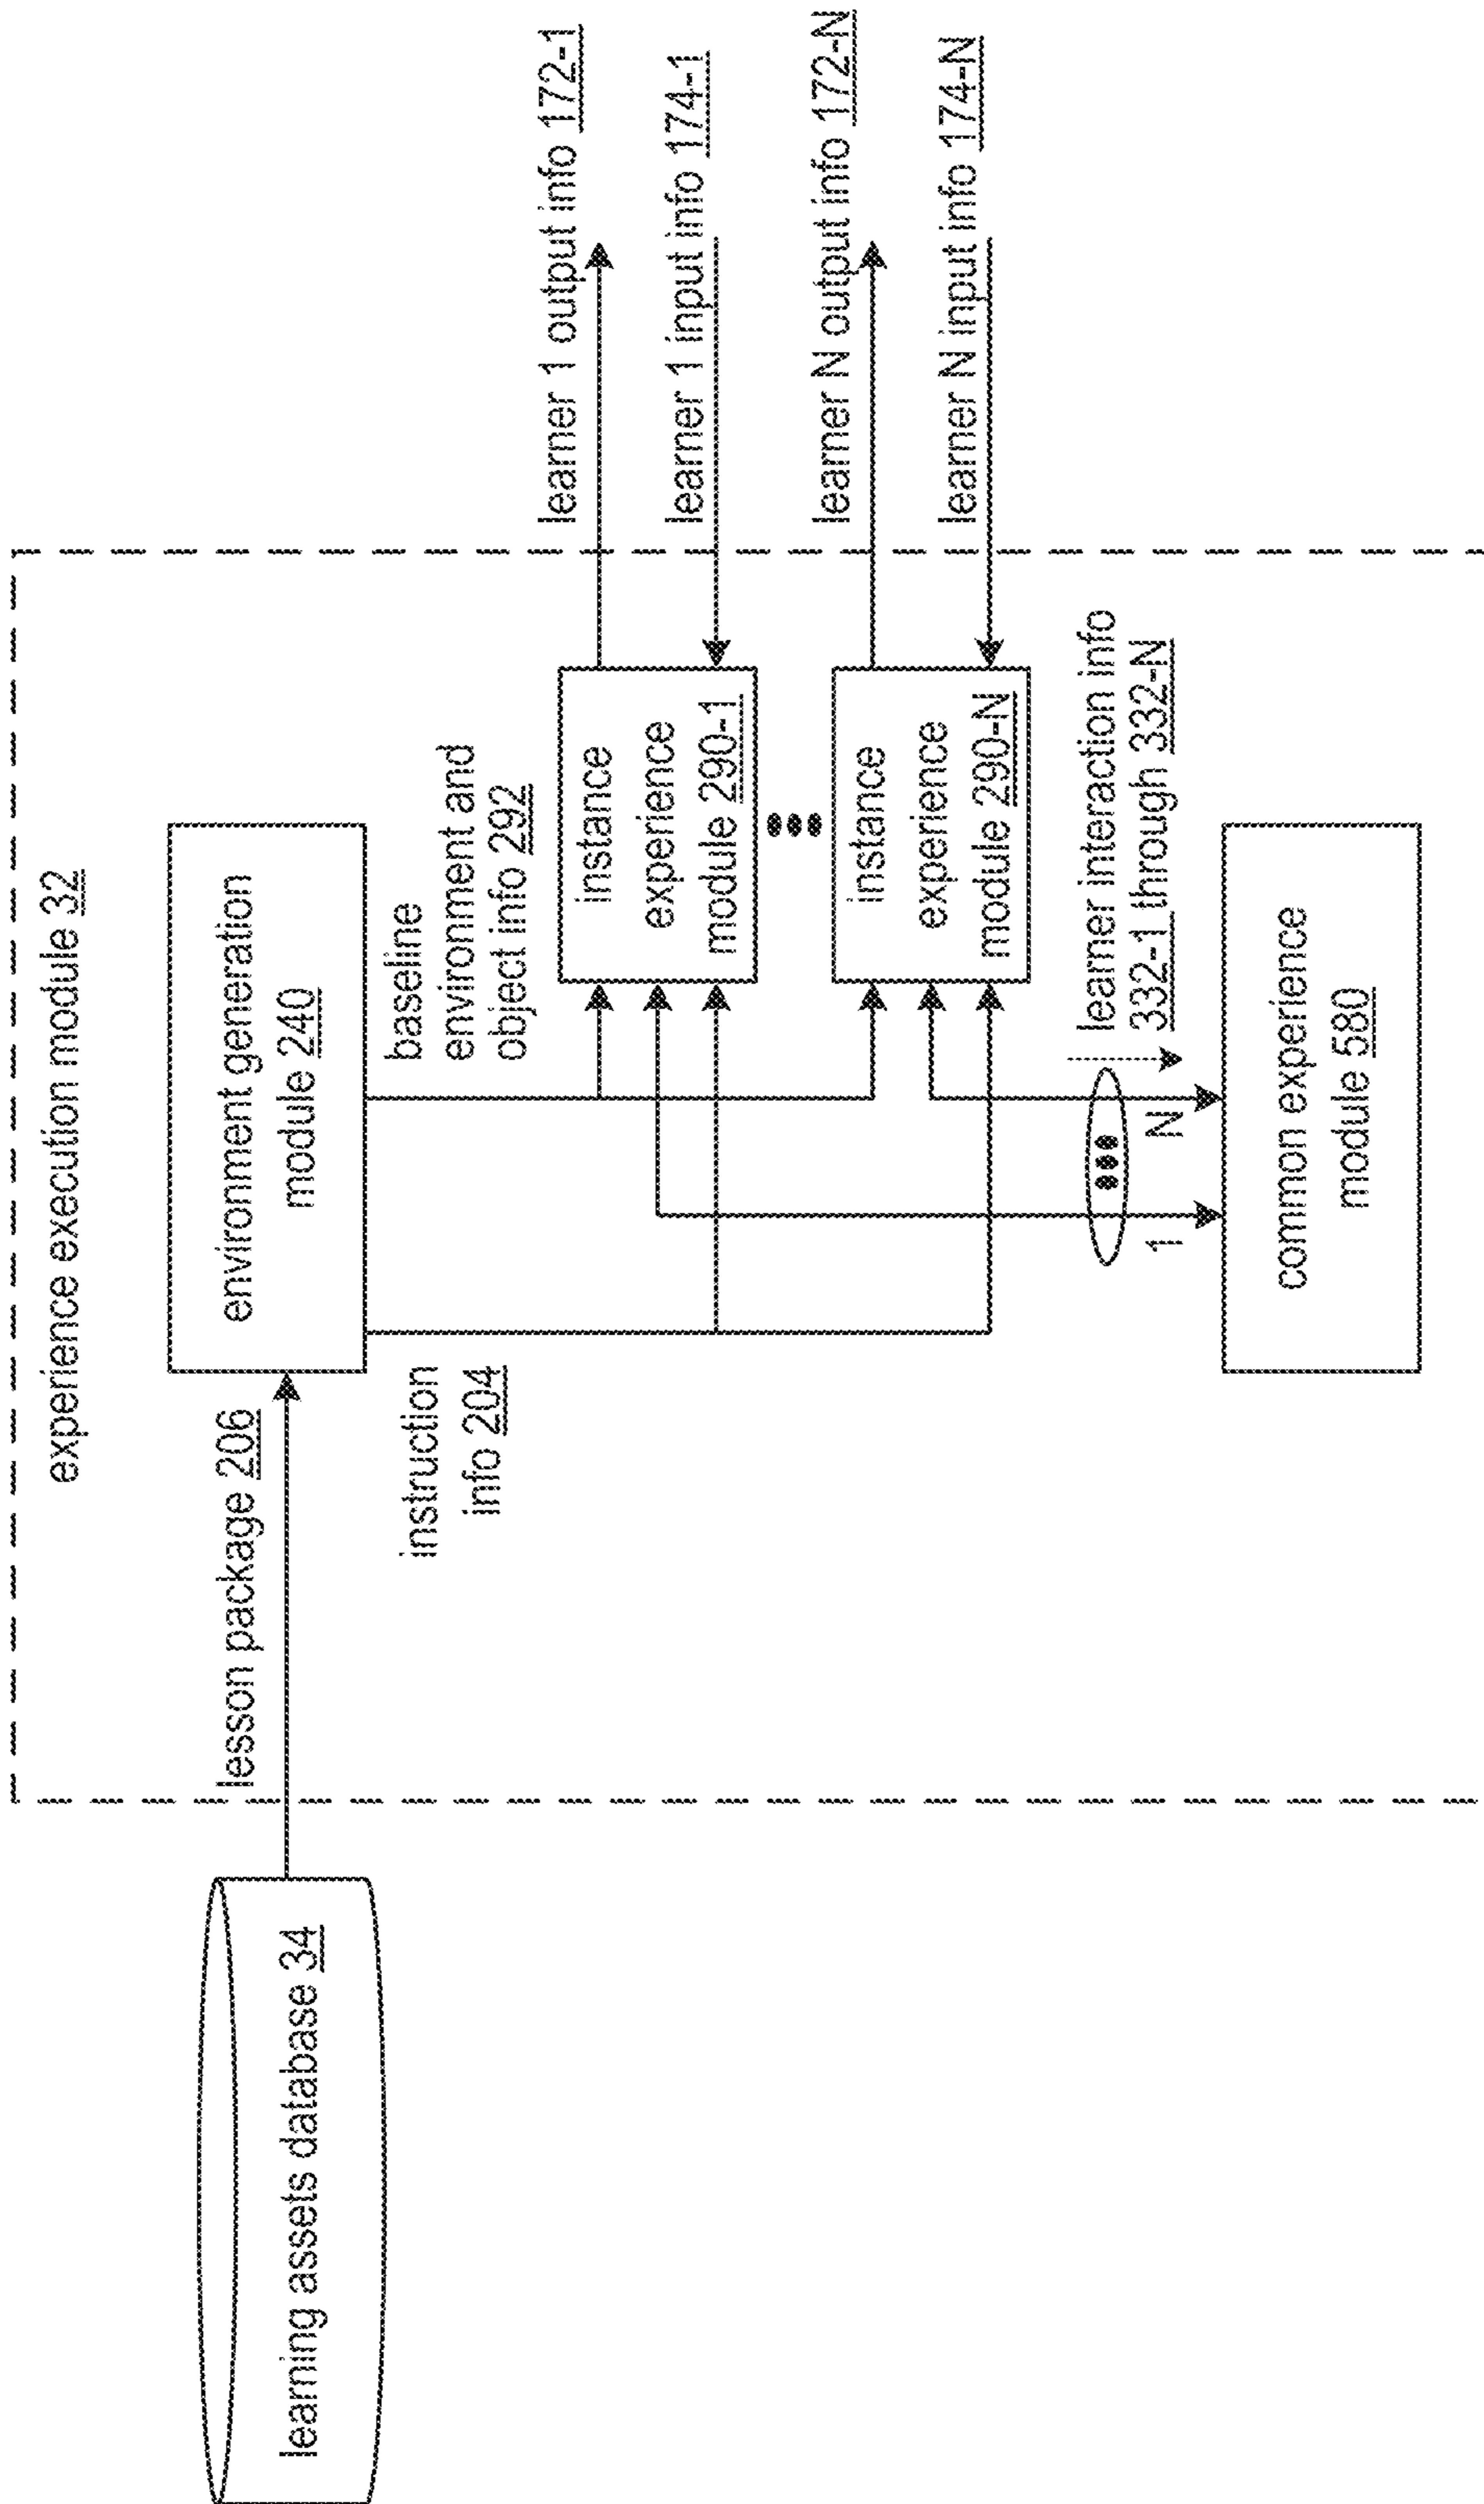 experience execution module 32
learning assets database 34
lesson package 206
environment generation
module 240
instruction
info 204
baseline
environment and
object info 292
instance
experience
module 290-1
learner 1 output info 172-1
learner 1 input info 174-1
instance
experience
module 290-N
learner N output info 172-N
learner N input info 174-N
learner interaction info
332-1 through 332-N
1
N
common experience
module 580